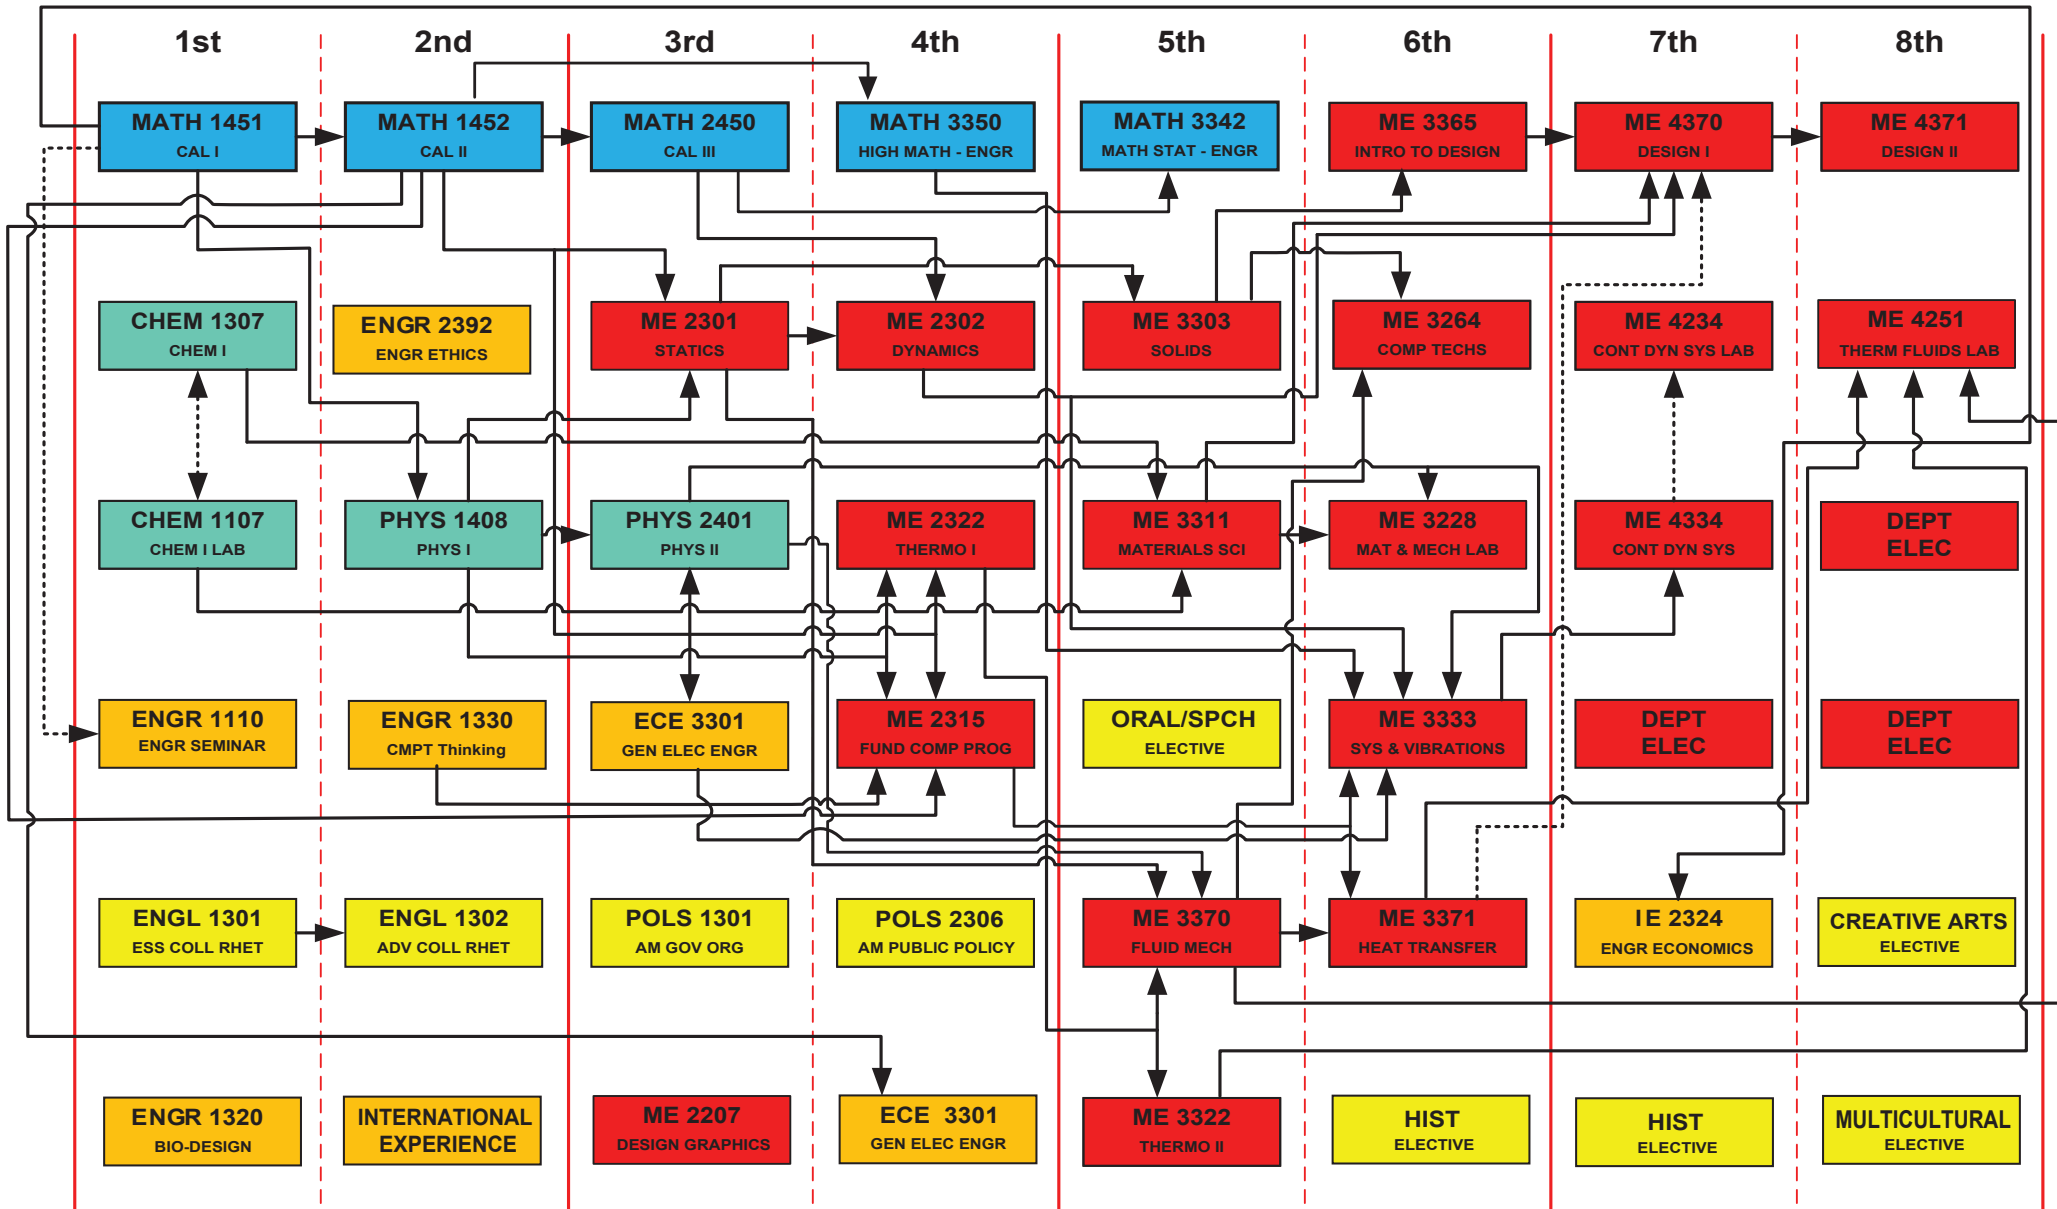 1st 2nd 3rd 4th 5th 6th 7th 8th
MATH 1451
CAL I
MATH 1452
CAL II
MATH 2450
CAL III
MATH 3350
HIGH MATH - ENGR
MATH 3342
MATH STAT - ENGR
ME 3365
INTRO TO DESIGN
ME 4370
DESIGN I
ME 4371
DESIGN II
CHEM 1307
CHEM I
ENGR 2392
ENGR ETHICS
ME 2301
STATICS
ME 2302
DYNAMICS
ME 3303
SOLIDS
ME 3264
COMP TECHS
ME 4234
CONT DYN SYS LAB
ME 4251
THERM FLUIDS LAB
CHEM 1107
CHEM I LAB
PHYS 1408
PHYS I
PHYS 2401
PHYS II
ME 2322
THERMO I
ME 3311
MATERIALS SCI
ME 3228
MAT & MECH LAB
ME 4334
CONT DYN SYS
DEPT
ELEC
ENGR 1110
ENGR SEMINAR
ENGR 1330
CMPT Thinking
ECE 3301
GEN ELEC ENGR
ME 2315
FUND COMP PROG
ORAL/SPCH
ELECTIVE
ME 3333
SYS & VIBRATIONS
DEPT
ELEC
DEPT
ELEC
ENGL 1301
ESS COLL RHET
ENGL 1302
ADV COLL RHET
POLS 1301
AM GOV ORG
POLS 2306
AM PUBLIC POLICY
ME 3370
FLUID MECH
ME 3371
HEAT TRANSFER
IE 2324
ENGR ECONOMICS
CREATIVE ARTS
ELECTIVE
ENGR 1320
BIO-DESIGN
INTERNATIONAL
EXPERIENCE
ME 2207
DESIGN GRAPHICS
ECE 3301
GEN ELEC ENGR
ME 3322
THERMO II
HIST
ELECTIVE
HIST
ELECTIVE
MULTICULTURAL
ELECTIVE